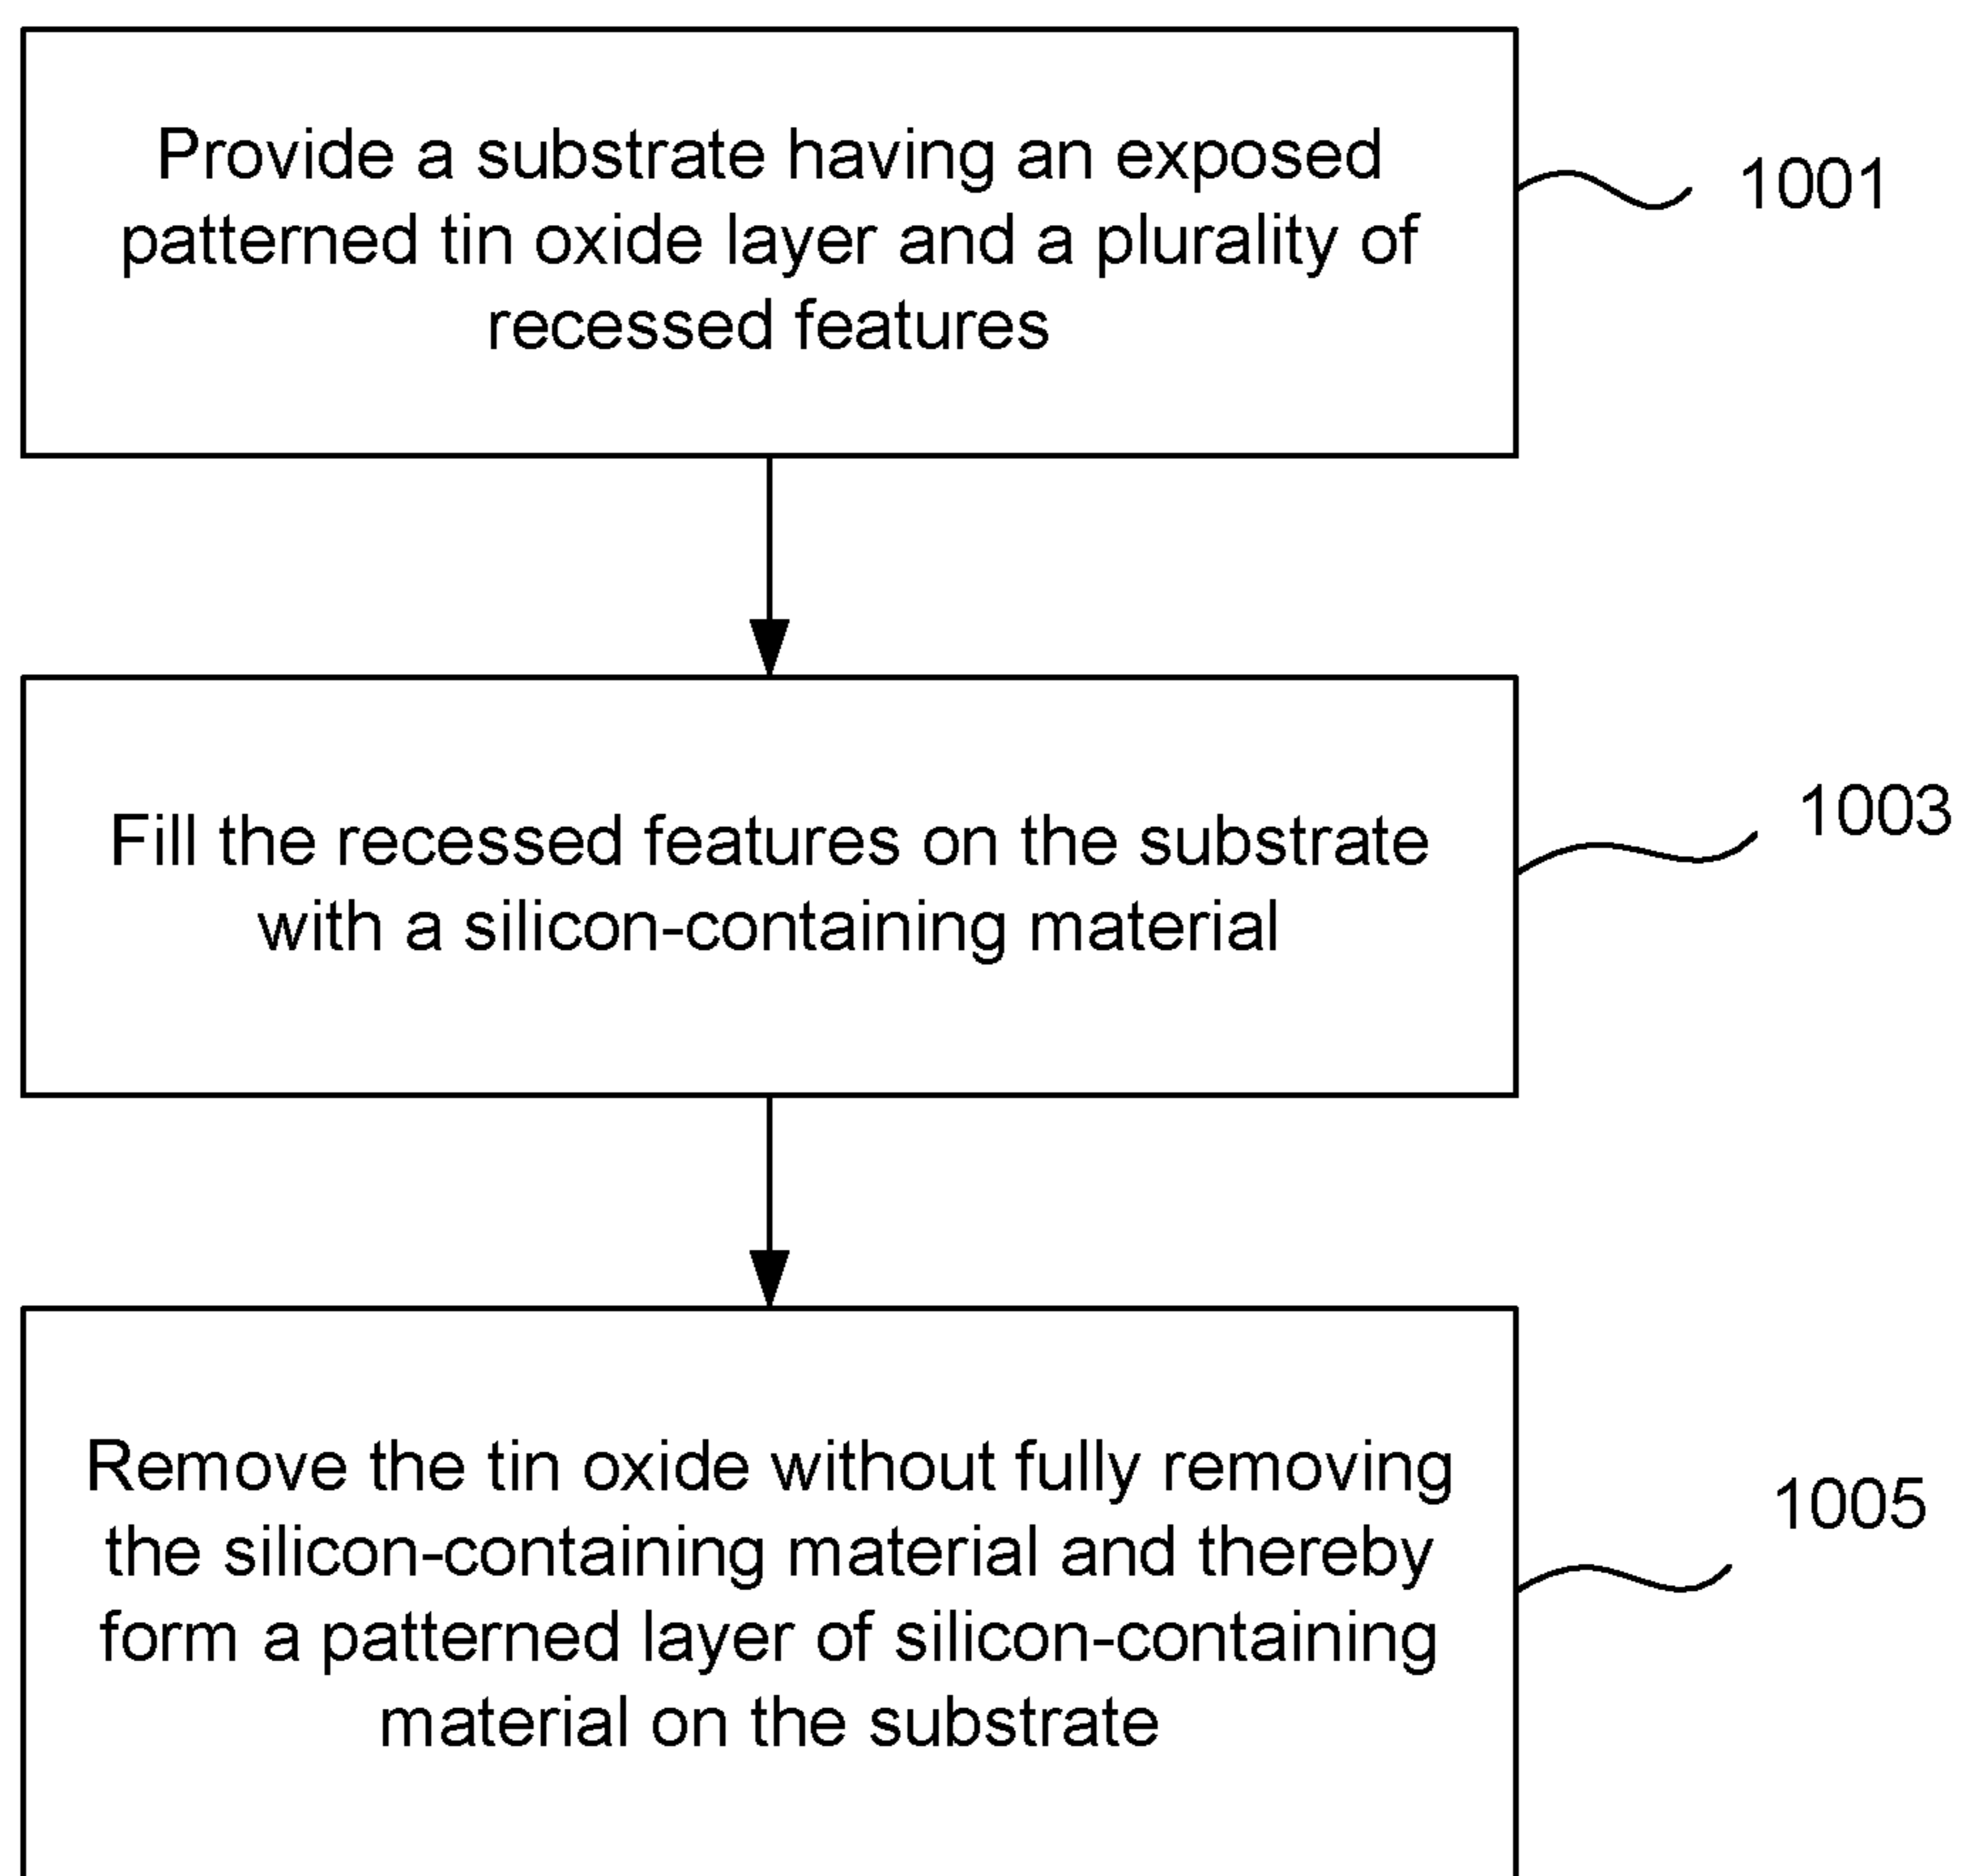 Provide a substrate having an exposed
patterned tin oxide layer and a plurality of
recessed features
1001
Fill the recessed features on the substrate
with a silicon-containing material
1003
Remove the tin oxide without fully removing
the silicon-containing material and thereby
form a patterned layer of silicon-containing
material on the substrate
1005